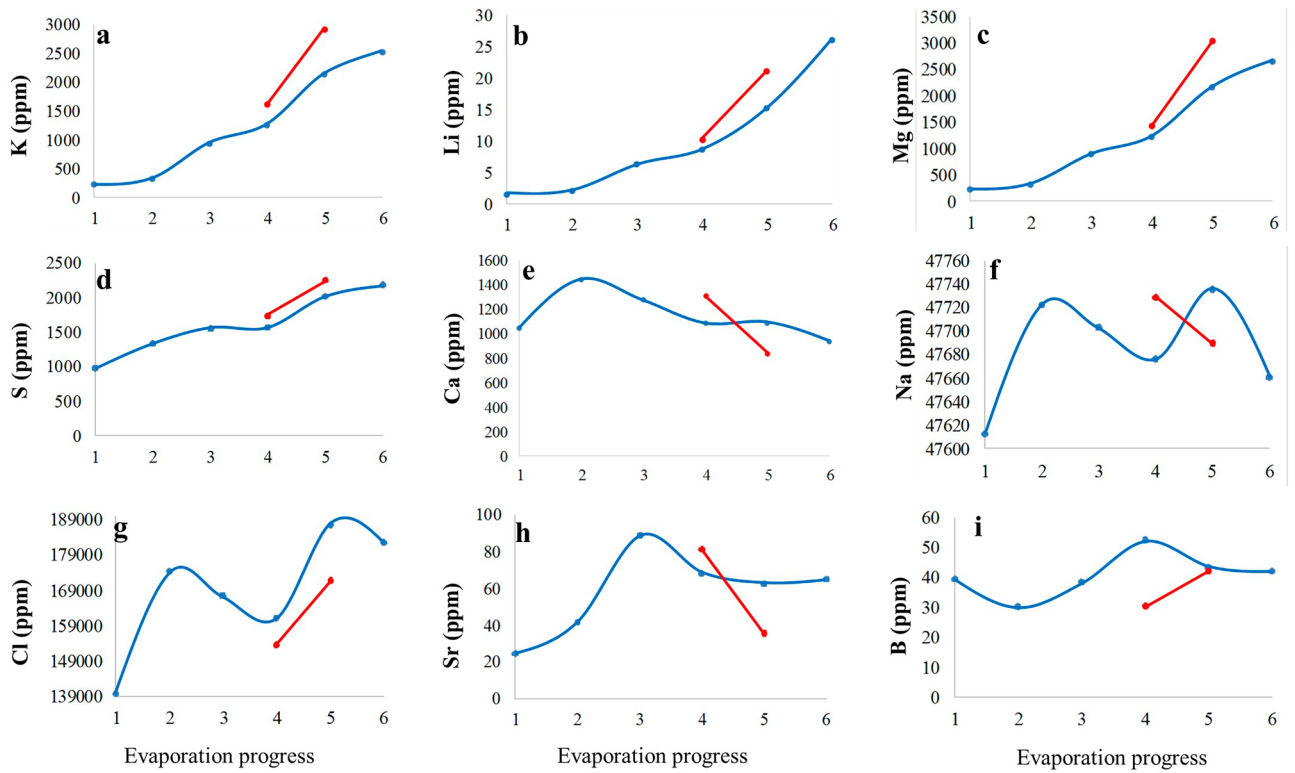 a
K (ppm)
3000
2500
2000
1500
1000
500
0
1 2 3 4 5 6
b
Li (ppm)
30
25
20
15
10
5
0
1 2 3 4 5 6
c
Mg (ppm)
3500
3000
2500
2000
1500
1000
500
0
1 2 3 4 5 6
d
S (ppm)
2500
2000
1500
1000
500
0
1 2 3 4 5 6
e
Ca (ppm)
1600
1400
1200
1000
800
600
400
200
0
1 2 3 4 5 6
f
Na (ppm)
47760
47740
47720
47700
47680
47660
47640
47620
47600
1 2 3 4 5 6
g
Cl (ppm)
189000
179000
169000
159000
149000
139000
1 2 3 4 5 6
Evaporation progress
h
Sr (ppm)
100
80
60
40
20
0
1 2 3 4 5 6
Evaporation progress
i
B (ppm)
60
50
40
30
20
10
0
1 2 3 4 5 6
Evaporation progress